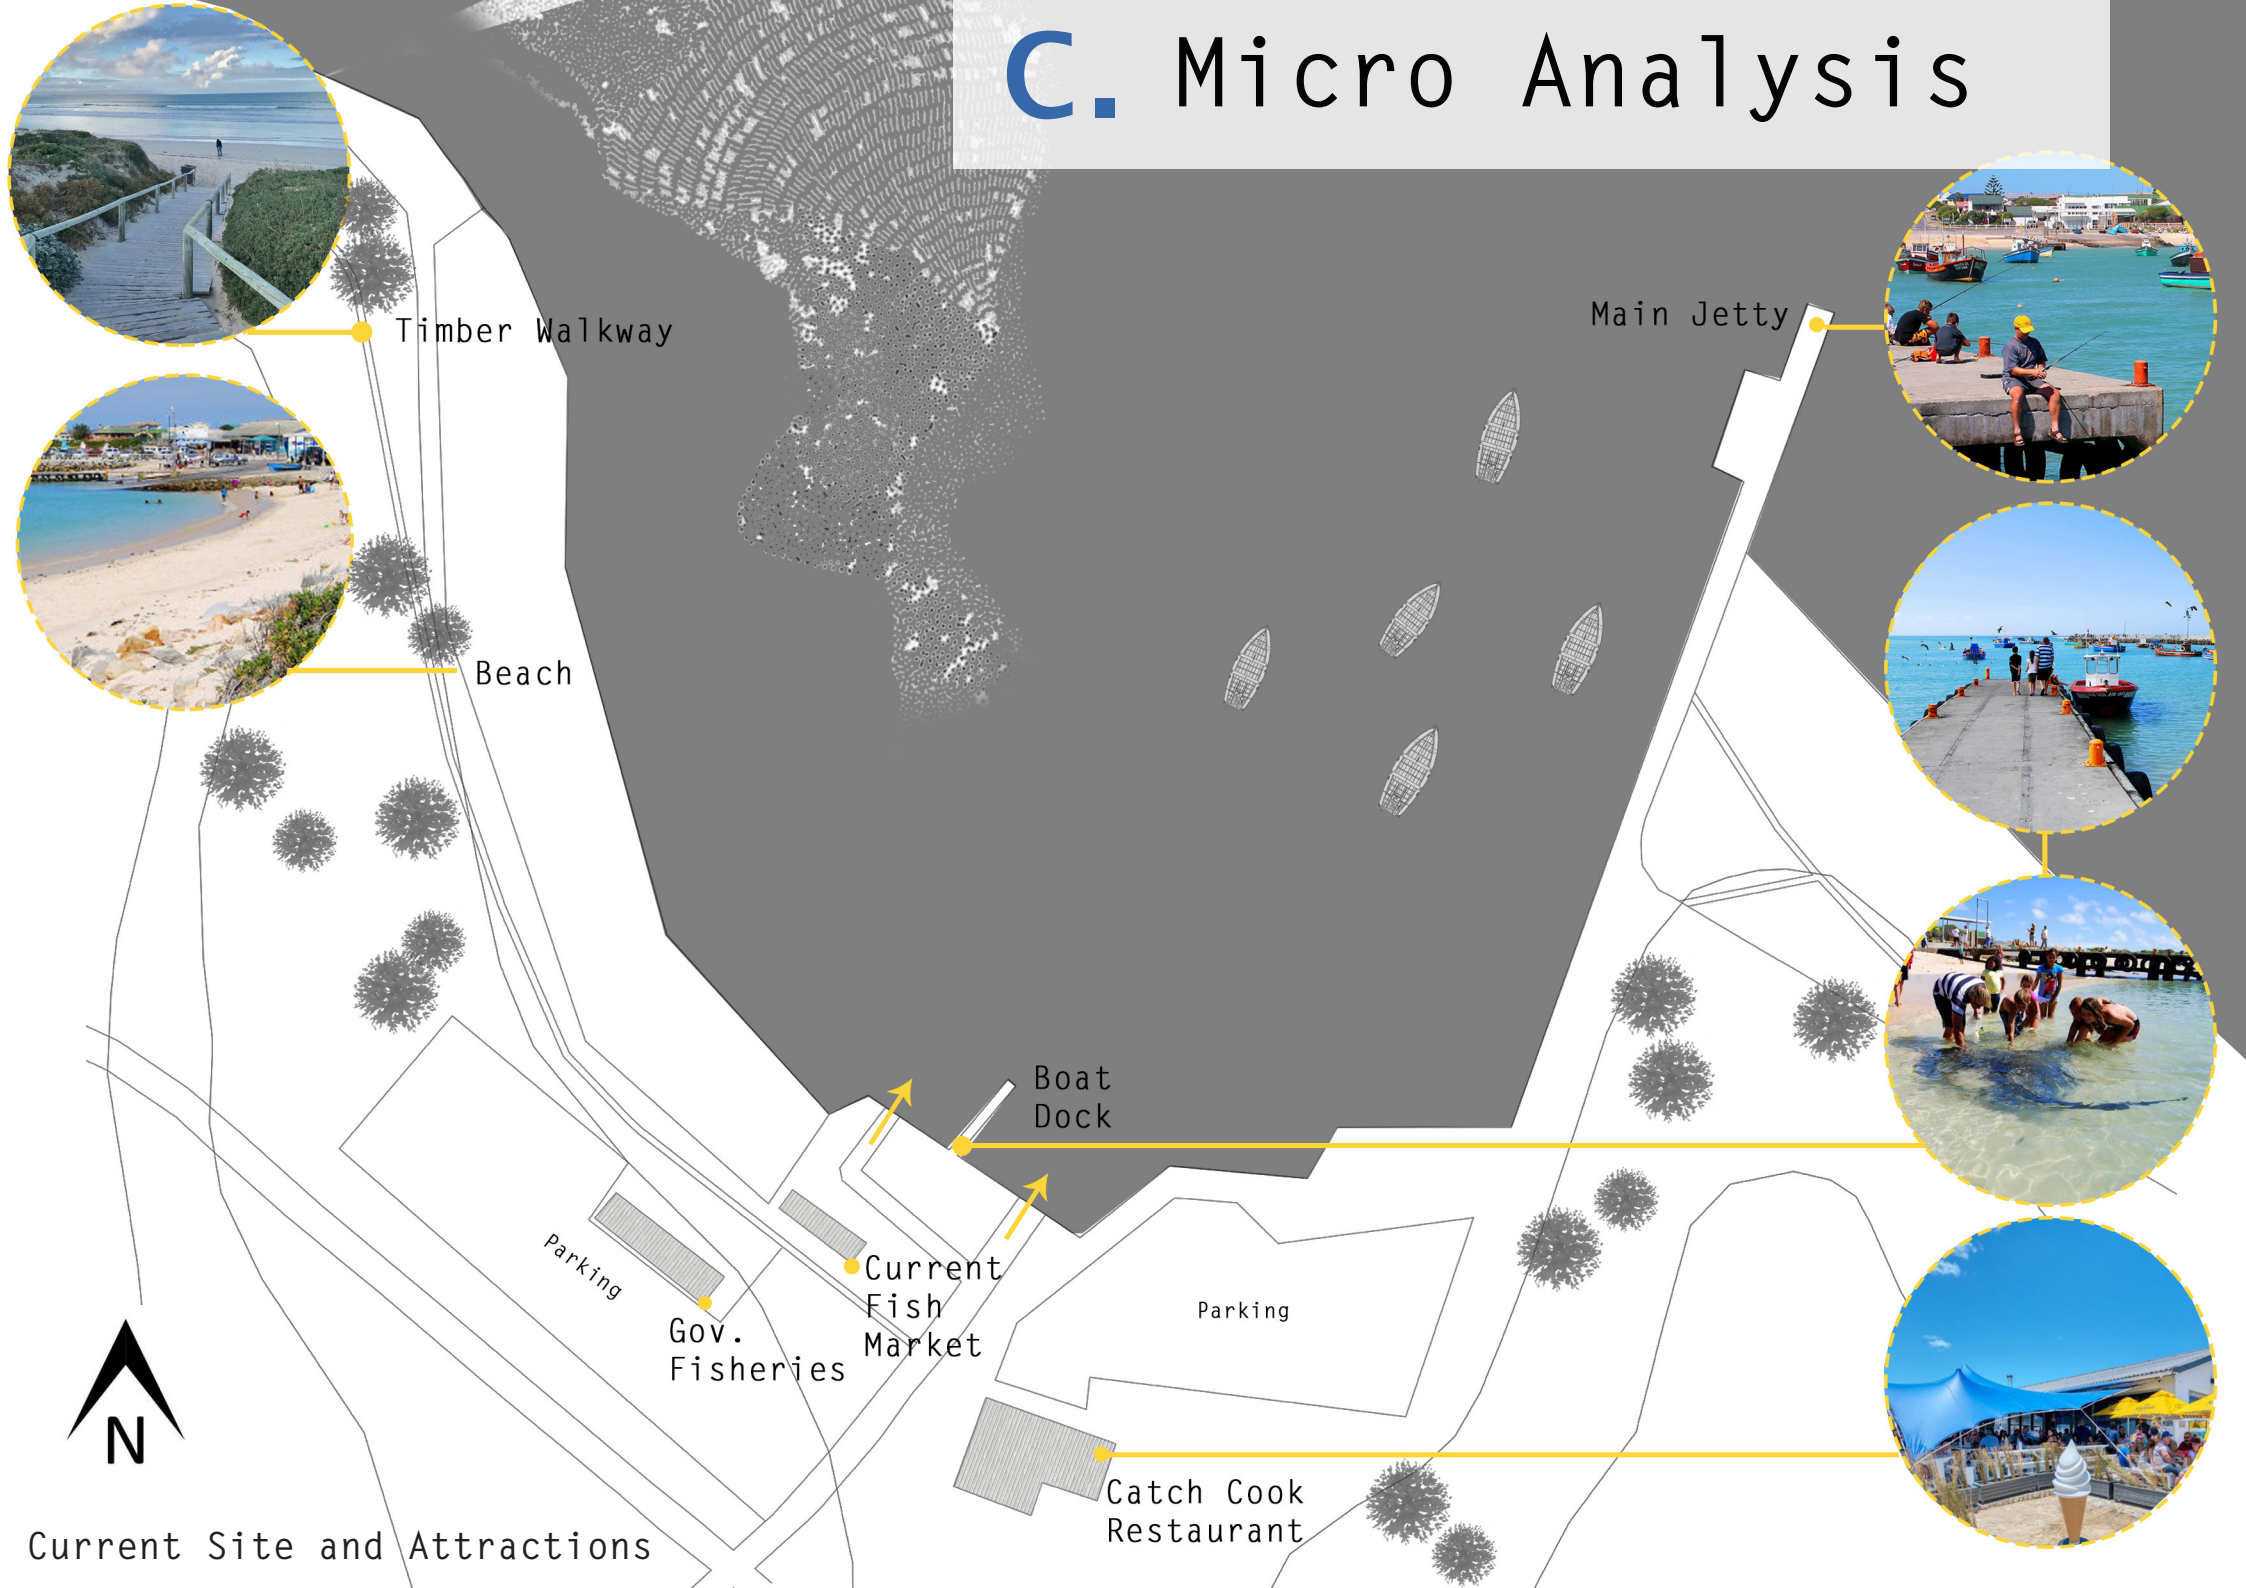 C. Micro Analysis
Main Jetty
Timber Walkway
Beach
Boat
Dock
Current
Fish
Market
Parking
Gov.
Fisheries
Parking
Catch Cook
Restaurant
N
Current Site and Attractions